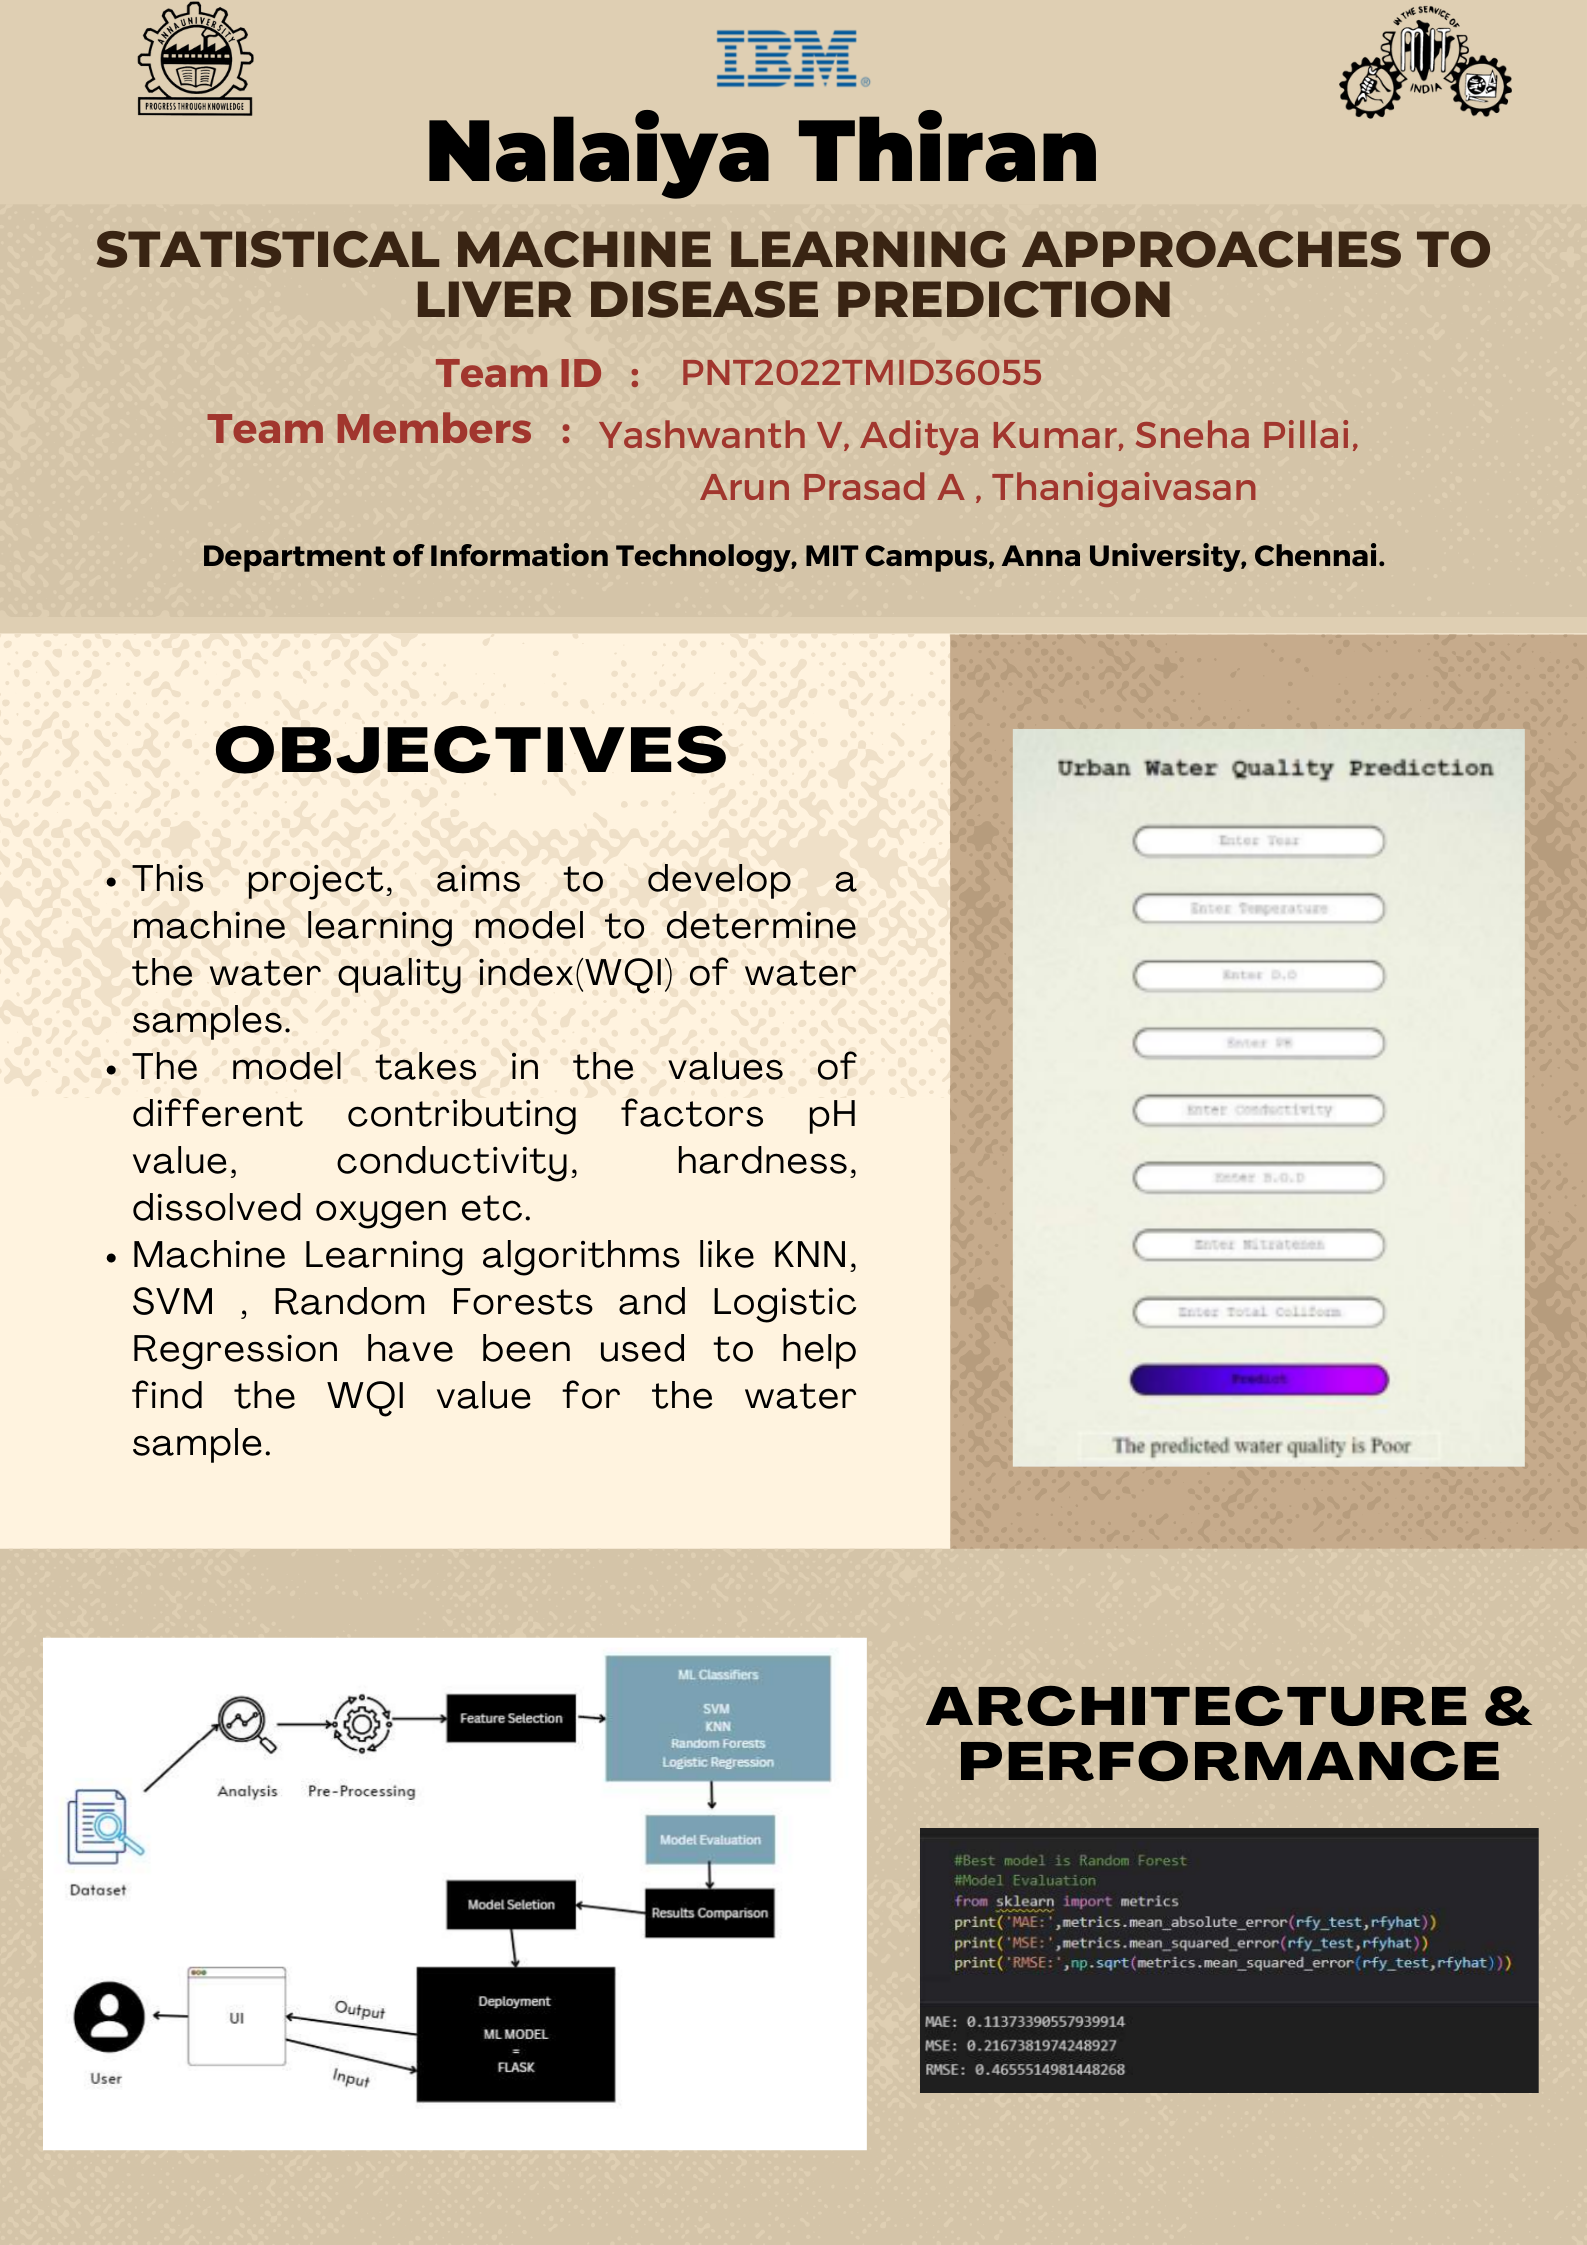 ANNA UNIVERSITY
PROGRESS THROUGH KNOWLEDGE
IBM®
IN THE SERVICE OF
MIT
INDIA
Nalaiya Thiran
STATISTICAL MACHINE LEARNING APPROACHES TO
LIVER DISEASE PREDICTION
Team ID : PNT2022TMID36055
Team Members : Yashwanth V, Aditya Kumar, Sneha Pillai,
Arun Prasad A , Thanigaivasan
Department of Information Technology, MIT Campus, Anna University, Chennai.
OBJECTIVES
• This project, aims to develop a
machine learning model to determine
the water quality index(WQI) of water
samples.
• The model takes in the values of
different contributing factors pH
value, conductivity, hardness,
dissolved oxygen etc.
• Machine Learning algorithms like KNN,
SVM , Random Forests and Logistic
Regression have been used to help
find the WQI value for the water
sample.
Urban Water Quality Prediction
Enter Year
Enter Temperature
Enter D.O
Enter PH
Enter Conductivity
Enter B.O.D
Enter Nitratenen
Enter Total Coliform
Predict
The predicted water quality is Poor
Dataset
Analysis
Pre-Processing
Feature Selection
ML Classifiers
SVM
KNN
Random Forests
Logistic Regression
Model Evaluation
Results Comparison
Model Seletion
Deployment
ML MODEL
=
FLASK
Output
Input
UI
User
ARCHITECTURE &
PERFORMANCE
#Best model is Random Forest
#Model Evaluation
from sklearn import metrics
print('MAE:',metrics.mean_absolute_error(rfy_test,rfyhat))
print('MSE:',metrics.mean_squared_error(rfy_test,rfyhat))
print('RMSE:',np.sqrt(metrics.mean_squared_error(rfy_test,rfyhat)))
MAE: 0.11373390557939914
MSE: 0.2167381974248927
RMSE: 0.4655514981448268